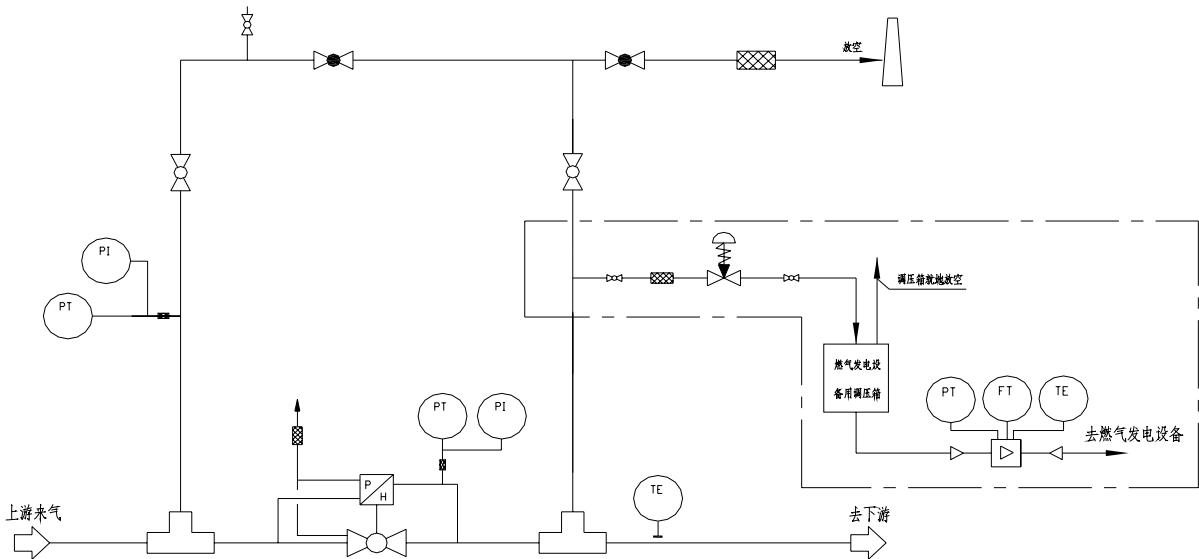 放空
PI
PT
调压箱就地放空
燃气发电设
备用调压箱
PT
FT
TE
去燃气发电设备
PT
PI
P
H
TE
上游来气
去下游